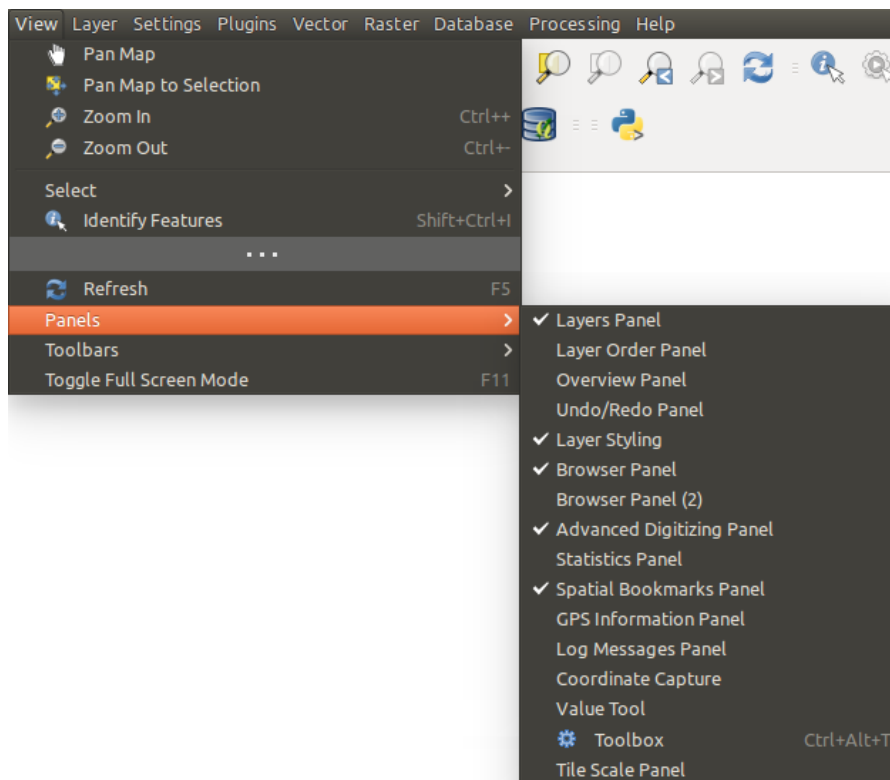 View Layer Settings Plugins Vector Raster Database Processing Help
Pan Map
Pan Map to Selection
Zoom In Ctrl++
Zoom Out Ctrl+-
Select
Identify Features Shift+Ctrl+I
...
Refresh F5
Panels
Toolbars
Toggle Full Screen Mode F11
Layers Panel
Layer Order Panel
Overview Panel
Undo/Redo Panel
Layer Styling
Browser Panel
Browser Panel (2)
Advanced Digitizing Panel
Statistics Panel
Spatial Bookmarks Panel
GPS Information Panel
Log Messages Panel
Coordinate Capture
Value Tool
Toolbox Ctrl+Alt+T
Tile Scale Panel